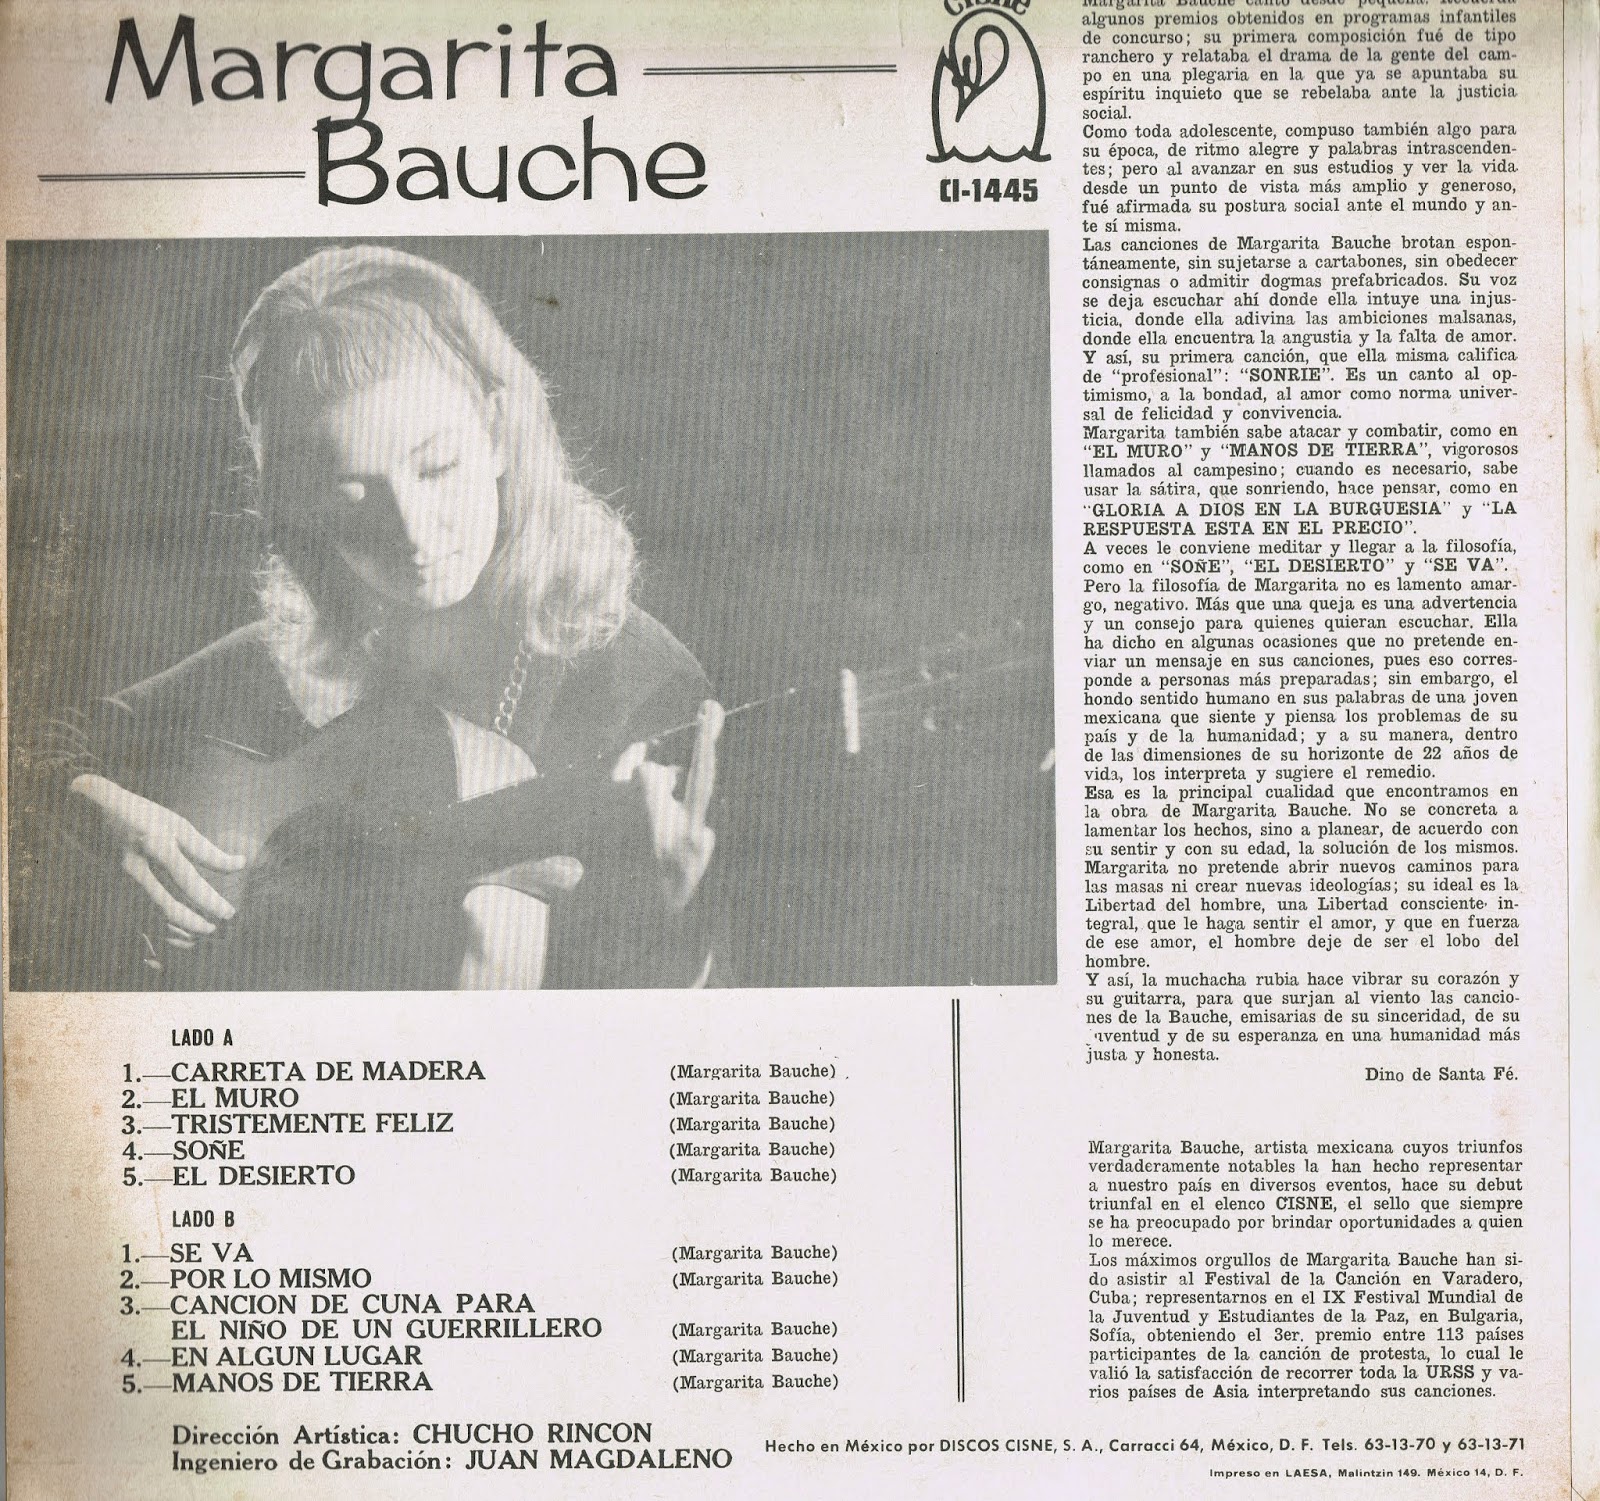 Margarita
Bauche
Cisne
CI-1445
Margarita Bauche cantó desde pequeña. Recuerda
algunos premios obtenidos en programas infantiles
de concurso; su primera composición fué de tipo
ranchero y relataba el drama de la gente del cam-
po en una plegaria en la que ya se apuntaba su
espíritu inquieto que se rebelaba ante la justicia
social.
Como toda adolescente, compuso también algo para
su época, de ritmo alegre y palabras intrascenden-
tes; pero al avanzar en sus estudios y ver la vida
desde un punto de vista más amplio y generoso,
fué afirmada su postura social ante el mundo y an-
te sí misma.
Las canciones de Margarita Bauche brotan espon-
táneamente, sin sujetarse a cartabones, sin obedecer
consignas o admitir dogmas prefabricados. Su voz
se deja escuchar ahí donde ella intuye una injus-
ticia, donde ella adivina las ambiciones malsanas,
donde ella encuentra la angustia y la falta de amor.
Y así, su primera canción, que ella misma califica
de "profesional": "SONRIE". Es un canto al op-
timismo, a la bondad, al amor como norma univer-
sal de felicidad y convivencia.
Margarita también sabe atacar y combatir, como en
"EL MURO" y "MANOS DE TIERRA", vigorosos
llamados al campesino; cuando es necesario, sabe
usar la sátira, que sonriendo, hace pensar, como en
"GLORIA A DIOS EN LA BURGUESIA" y "LA
RESPUESTA ESTA EN EL PRECIO".
A veces le conviene meditar y llegar a la filosofía,
como en "SOÑE", "EL DESIERTO" y "SE VA".
Pero la filosofía de Margarita no es lamento amar-
go, negativo. Más que una queja es una advertencia
y un consejo para quienes quieran escuchar. Ella
ha dicho en algunas ocasiones que no pretende en-
viar un mensaje en sus canciones, pues eso corres-
ponde a personas más preparadas; sin embargo, el
hondo sentido humano en sus palabras de una joven
mexicana que siente y piensa los problemas de su
país y de la humanidad; y a su manera, dentro
de las dimensiones de su horizonte de 22 años de
vida, los interpreta y sugiere el remedio.
Esa es la principal cualidad que encontramos en
la obra de Margarita Bauche. No se concreta a
lamentar los hechos, sino a planear, de acuerdo con
su sentir y con su edad, la solución de los mismos.
Margarita no pretende abrir nuevos caminos para
las masas ni crear nuevas ideologías; su ideal es la
Libertad del hombre, una Libertad consciente in-
tegral, que le haga sentir el amor, y que en fuerza
de ese amor, el hombre deje de ser el lobo del
hombre.
Y así, la muchacha rubia hace vibrar su corazón y
su guitarra, para que surjan al viento las cancio-
nes de la Bauche, emisarias de su sinceridad, de su
juventud y de su esperanza en una humanidad más
justa y honesta.
Dino de Santa Fé.
LADO A
1.—CARRETA DE MADERA (Margarita Bauche)
2.—EL MURO (Margarita Bauche)
3.—TRISTEMENTE FELIZ (Margarita Bauche)
4.—SOÑE (Margarita Bauche)
5.—EL DESIERTO (Margarita Bauche)
LADO B
1.—SE VA (Margarita Bauche)
2.—POR LO MISMO (Margarita Bauche)
3.—CANCION DE CUNA PARA
EL NIÑO DE UN GUERRILLERO (Margarita Bauche)
4.—EN ALGUN LUGAR (Margarita Bauche)
5.—MANOS DE TIERRA (Margarita Bauche)
Dirección Artística: CHUCHO RINCON
Ingeniero de Grabación: JUAN MAGDALENO
Margarita Bauche, artista mexicana cuyos triunfos
verdaderamente notables la han hecho representar
a nuestro país en diversos eventos, hace su debut
triunfal en el elenco CISNE, el sello que siempre
se ha preocupado por brindar oportunidades a quien
lo merece.
Los máximos orgullos de Margarita Bauche han si-
do asistir al Festival de la Canción en Varadero,
Cuba; representarnos en el IX Festival Mundial de
la Juventud y Estudiantes de la Paz, en Bulgaria,
Sofía, obteniendo el 3er. premio entre 113 países
participantes de la canción de protesta, lo cual le
valió la satisfacción de recorrer toda la URSS y va-
rios países de Asia interpretando sus canciones.
Hecho en México por DISCOS CISNE, S. A., Carracci 64, México, D. F. Tels. 63-13-70 y 63-13-71
Impreso en LAESA, Malintzin 149. México 14, D. F.